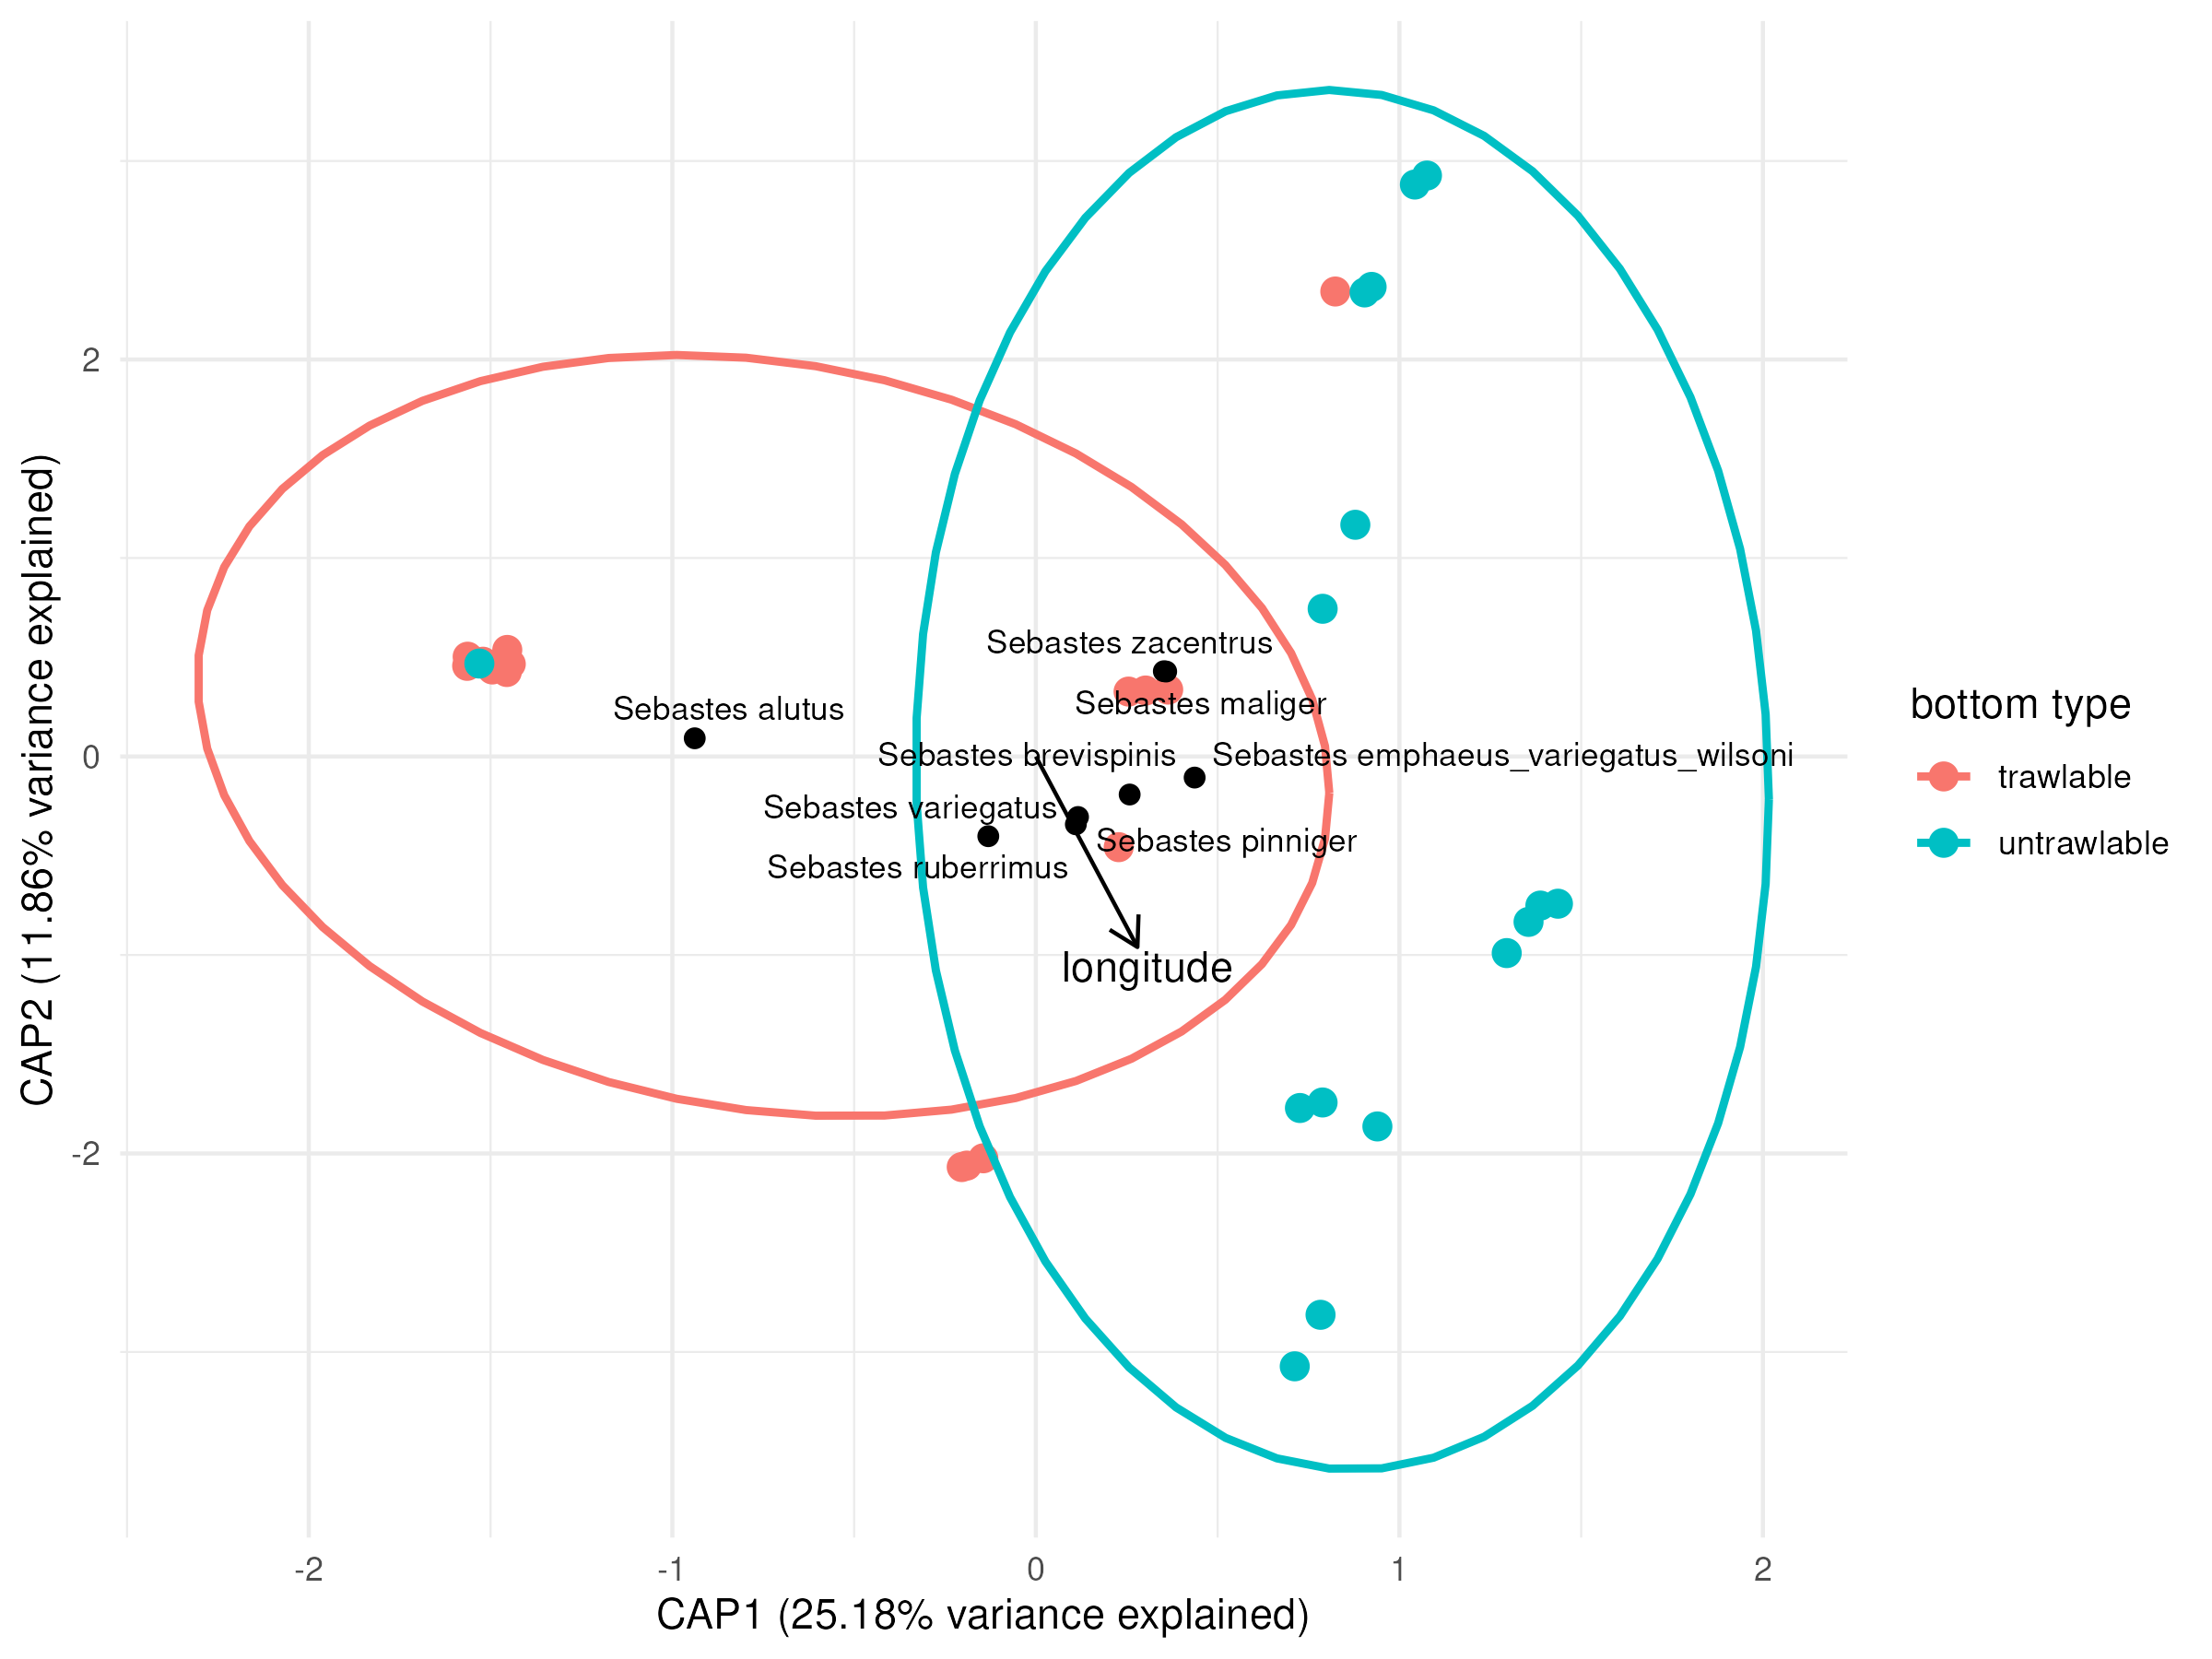 CAP2 (11.86% variance explained)
2
0
-2
Sebastes zacentrus
Sebastes alutus
Sebastes maliger
Sebastes brevispinis
Sebastes emphaeus_variegatus_wilsoni
Sebastes variegatus
Sebastes pinniger
Sebastes ruberrimus
longitude
-2
-1
0
1
2
CAP1 (25.18% variance explained)
bottom type
trawlable
untrawlable